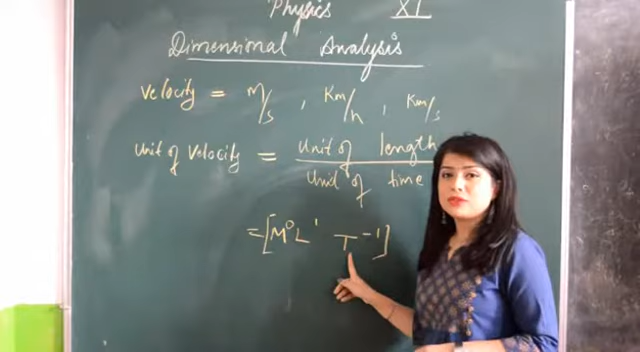 Physics XI
Dimensional Analysis
Velocity = m/s , Km/h , Km/s
Unit of Velocity = Unit of length / Unit of time
= [M⁰L¹ T⁻¹]